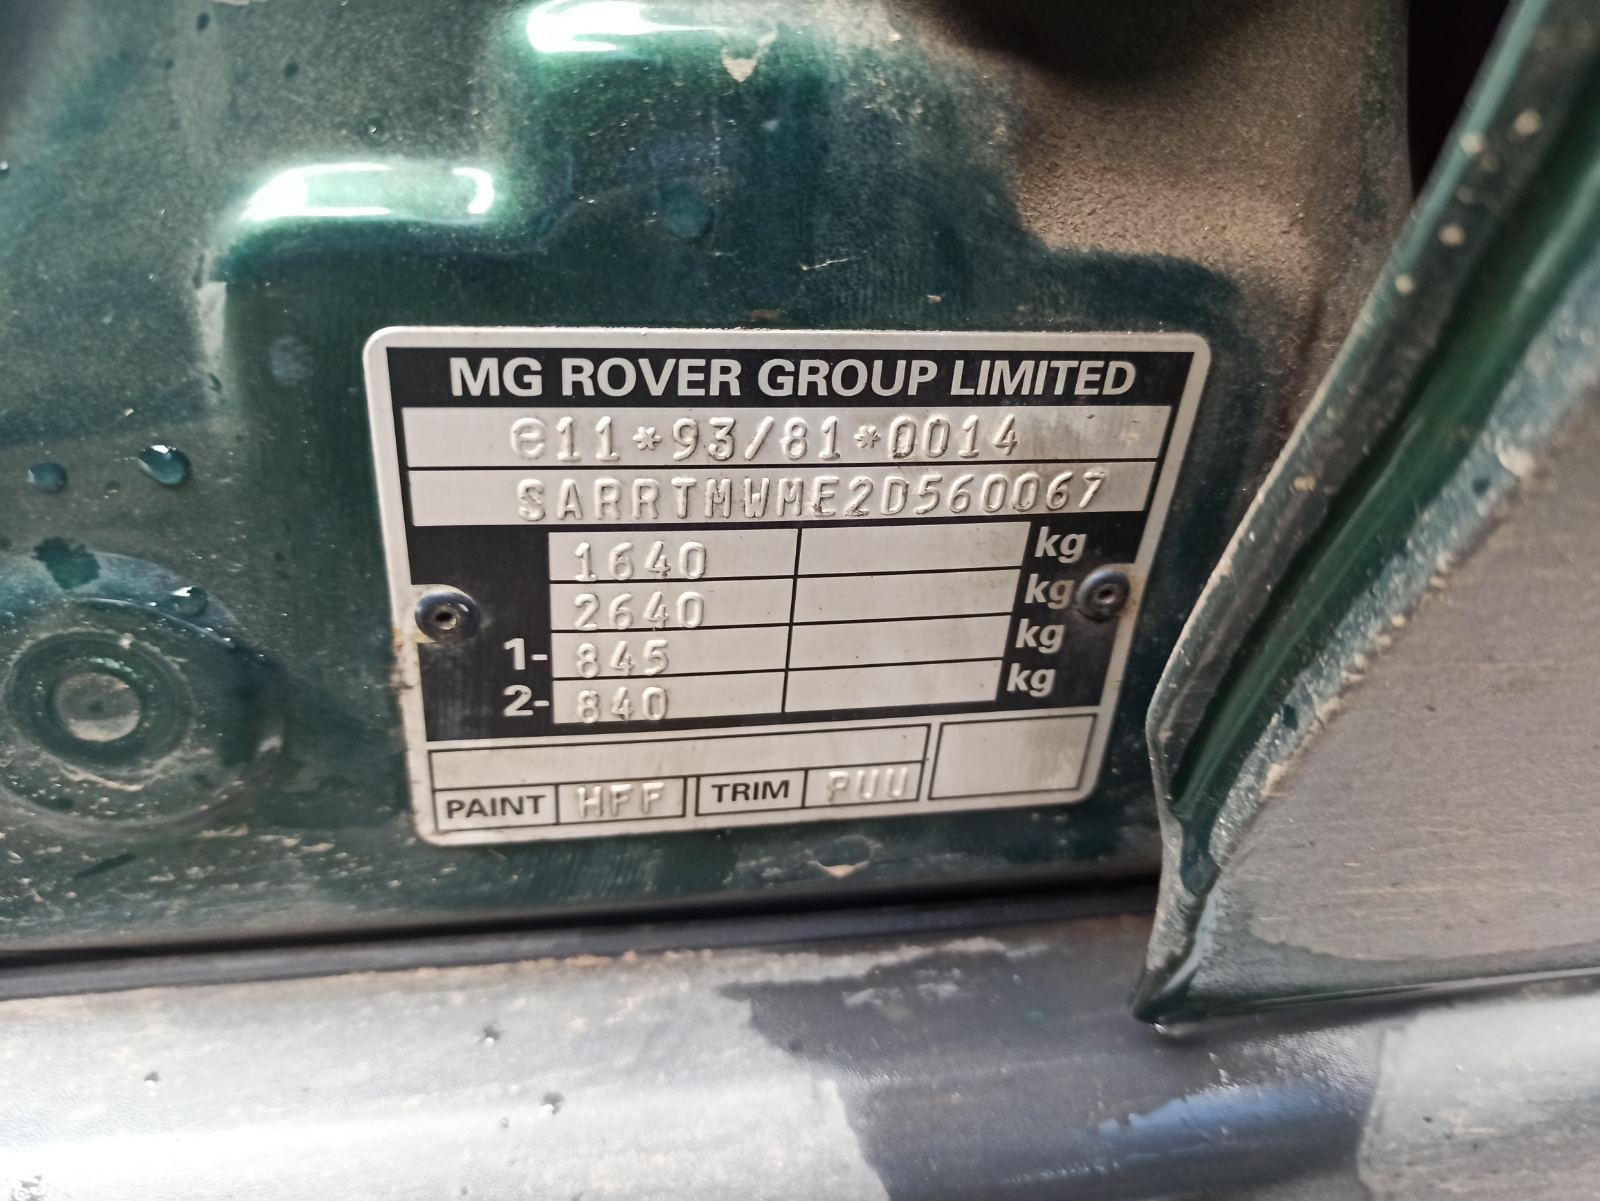 MG ROVER GROUP LIMITED
e11*93/81*0014
SARRTMWME2D560067
1640 kg
2640 kg
1- 845 kg
2- 840 kg
PAINT HFF TRIM PUU